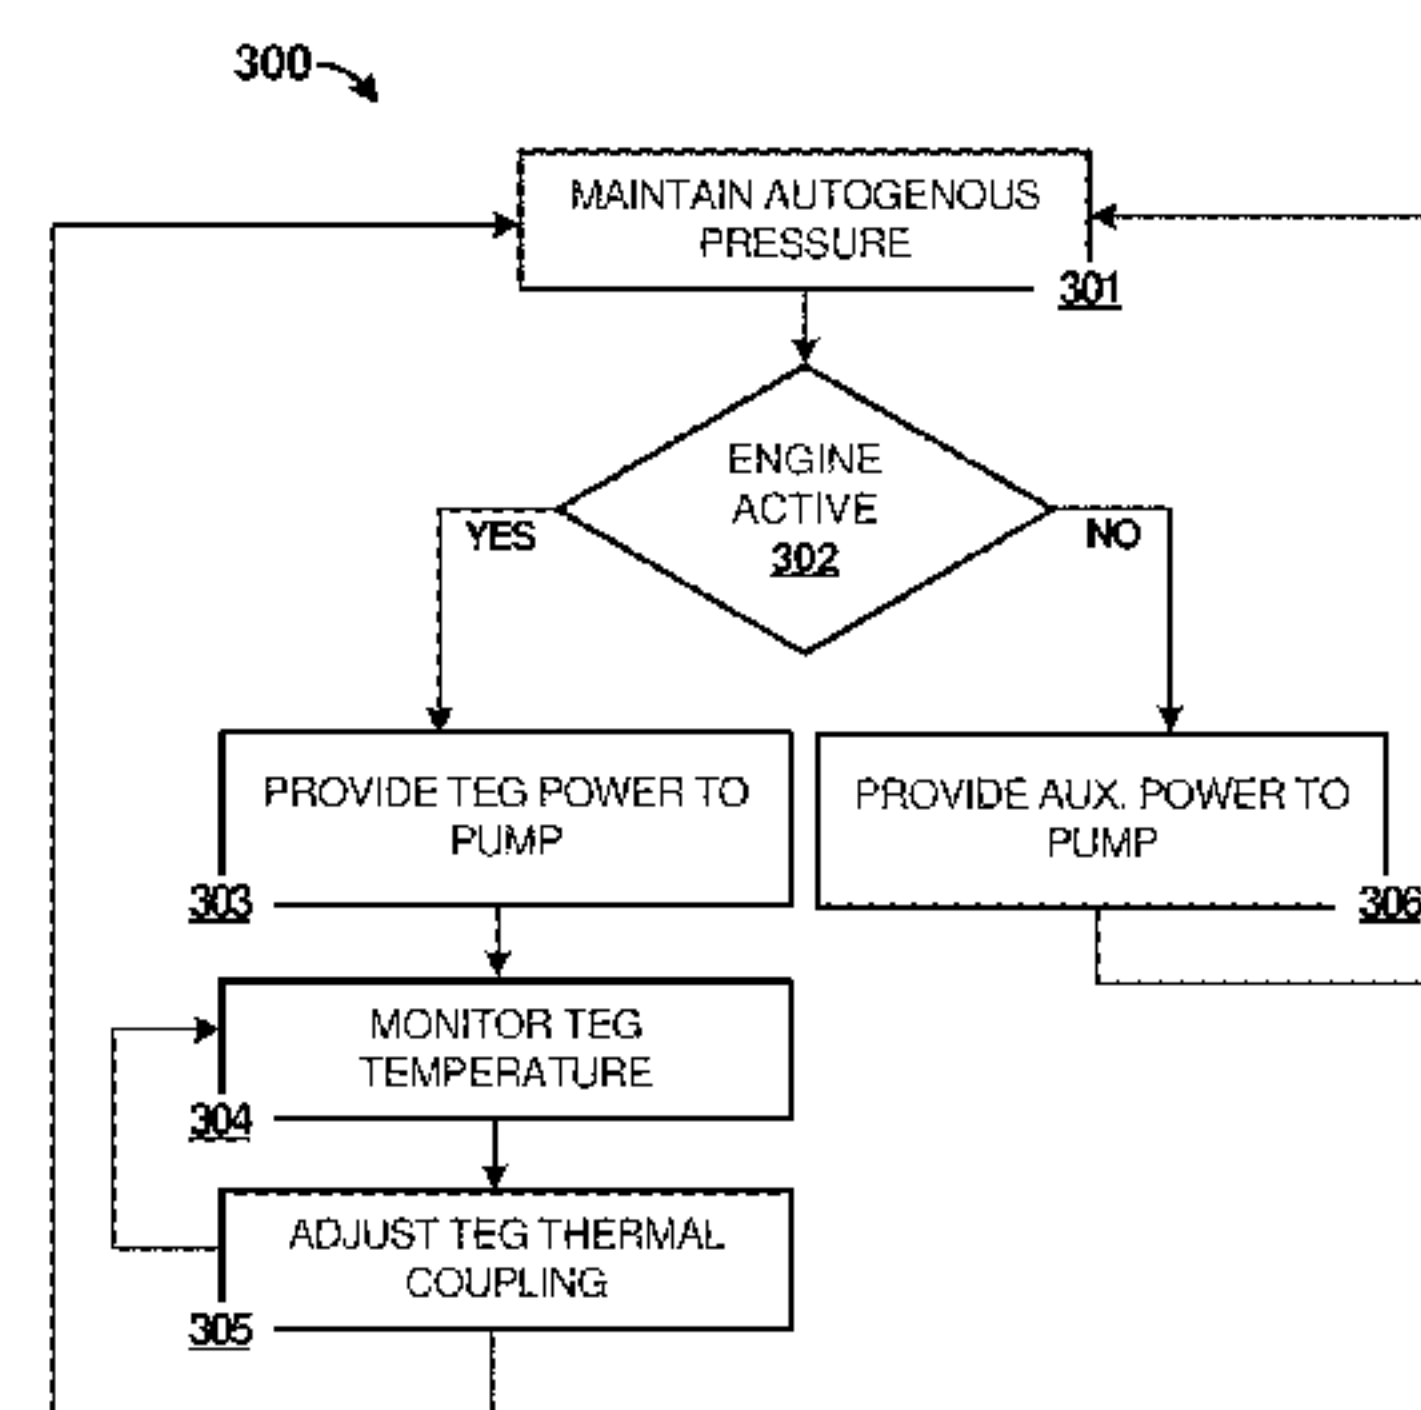 300
MAINTAIN AUTOGENOUS
PRESSURE
301
ENGINE
ACTIVE
302
YES
NO
PROVIDE TEG POWER TO
PUMP
303
PROVIDE AUX. POWER TO
PUMP
306
MONITOR TEG
TEMPERATURE
304
ADJUST TEG THERMAL
COUPLING
305